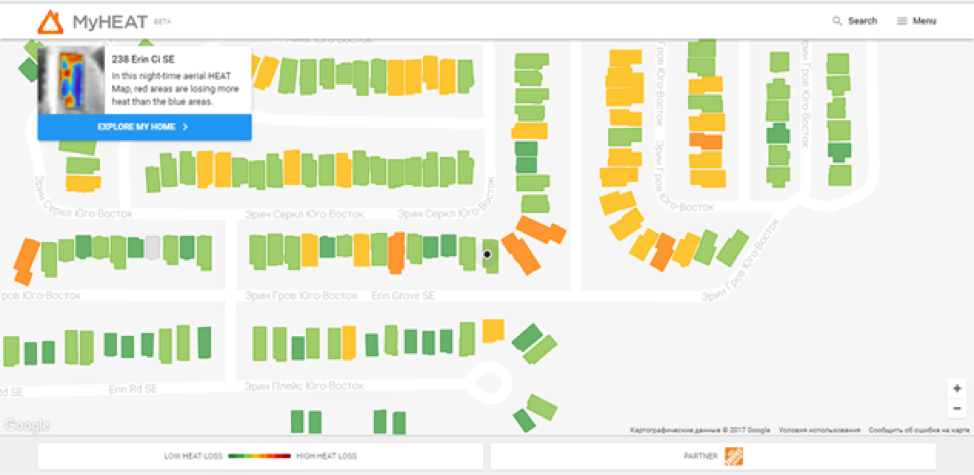 MyHEAT BETA
Search
Menu
238 Erin Ci SE
In this night-time aerial HEAT
Map, red areas are losing more
heat than the blue areas.
EXPLORE MY HOME
Эрин Серкл Юго-Восток
Эрин Гров Юго-Восток
Эрин Гров Юго-Восток
Эрин Гров Юго-Восток
Эрин Серкл Юго-Восток
Эрин Серкл Юго-Восток
Эрин Серкл Юго-Восток
Гров Юго-Восток
Гров Юго-Восток
Эрин Гров Юго-Восток
Erin Grove SE
Эрин Гров Юго-Восток
Rd SE
Erin Rd SE
Эрин Плейс Юго-Восток
Google
Картографические данные © 2017 Google
Условия использования
Сообщить об ошибке на карте
LOW HEAT LOSS
HIGH HEAT LOSS
PARTNER